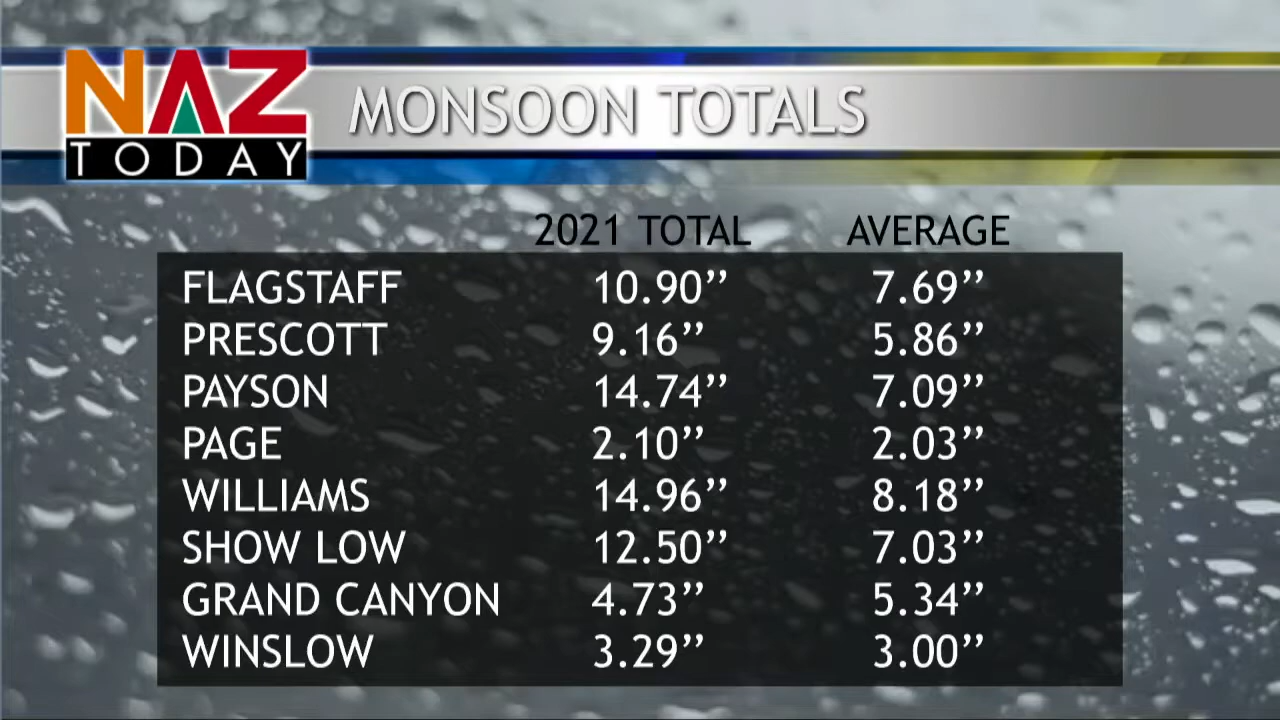 NAZ
TODAY
MONSOON TOTALS
2021 TOTAL AVERAGE
FLAGSTAFF 10.90’’ 7.69’’
PRESCOTT 9.16’’ 5.86’’
PAYSON 14.74’’ 7.09’’
PAGE 2.10’’ 2.03’’
WILLIAMS 14.96’’ 8.18’’
SHOW LOW 12.50’’ 7.03’’
GRAND CANYON 4.73’’ 5.34’’
WINSLOW 3.29’’ 3.00’’